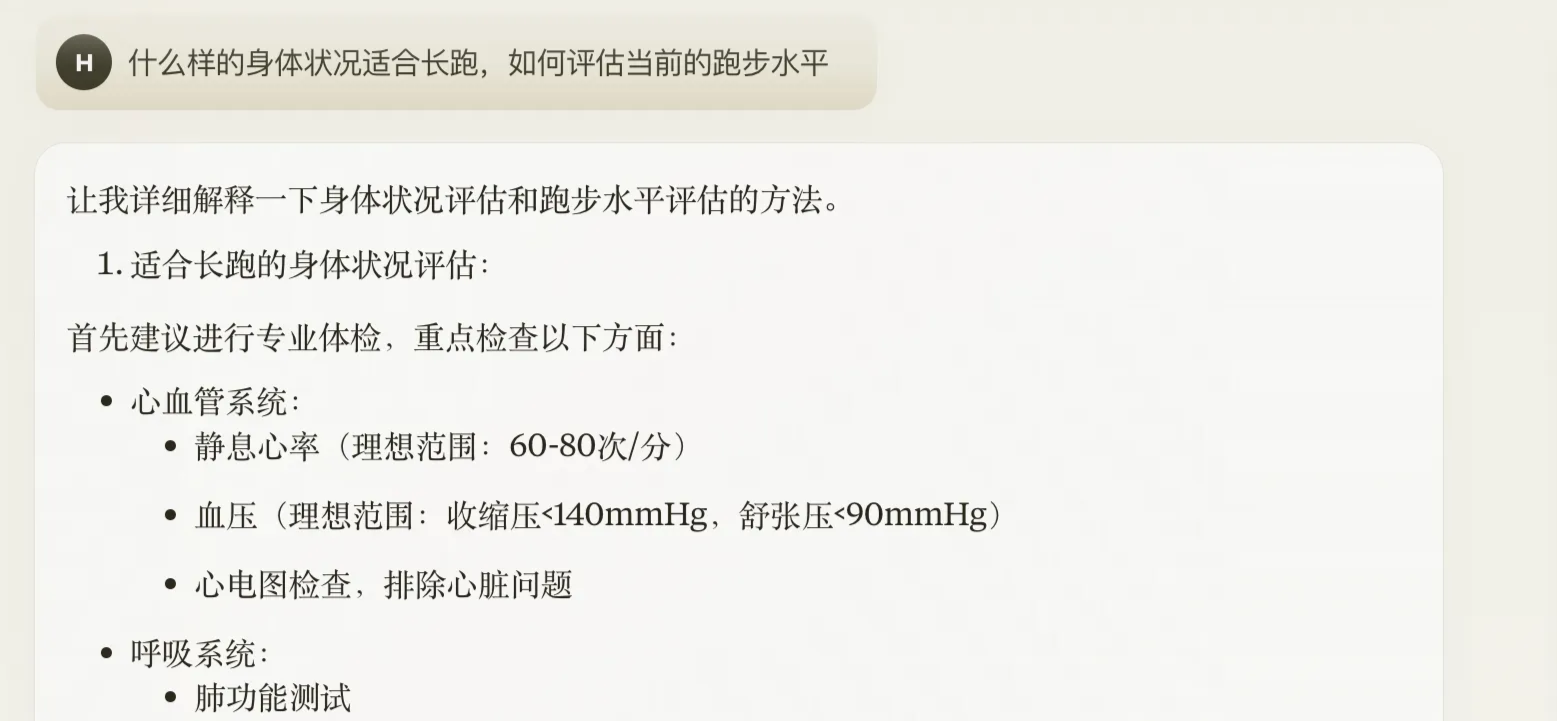 H 什么样的身体状况适合长跑，如何评估当前的跑步水平
让我详细解释一下身体状况评估和跑步水平评估的方法。
1. 适合长跑的身体状况评估：
首先建议进行专业体检，重点检查以下方面：
• 心血管系统：
• 静息心率（理想范围：60-80次/分）
• 血压（理想范围：收缩压<140mmHg，舒张压<90mmHg）
• 心电图检查，排除心脏问题
• 呼吸系统：
• 肺功能测试